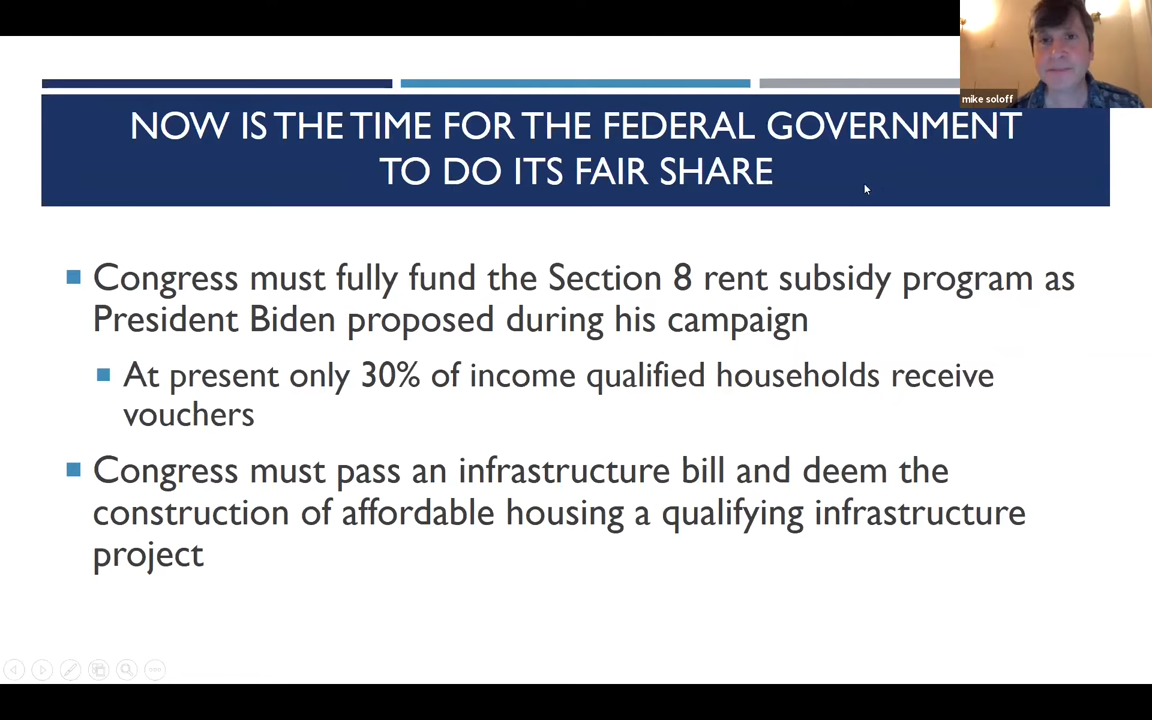 mike soloff
NOW IS THE TIME FOR THE FEDERAL GOVERNMENT
TO DO ITS FAIR SHARE
Congress must fully fund the Section 8 rent subsidy program as
President Biden proposed during his campaign
At present only 30% of income qualified households receive
vouchers
Congress must pass an infrastructure bill and deem the
construction of affordable housing a qualifying infrastructure
project